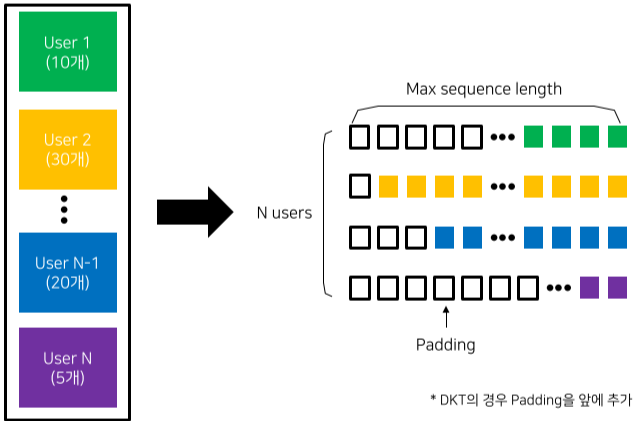 User 1
(10개)
User 2
(30개)
User N-1
(20개)
User N
(5개)
Max sequence length
N users
Padding
* DKT의 경우 Padding을 앞에 추가